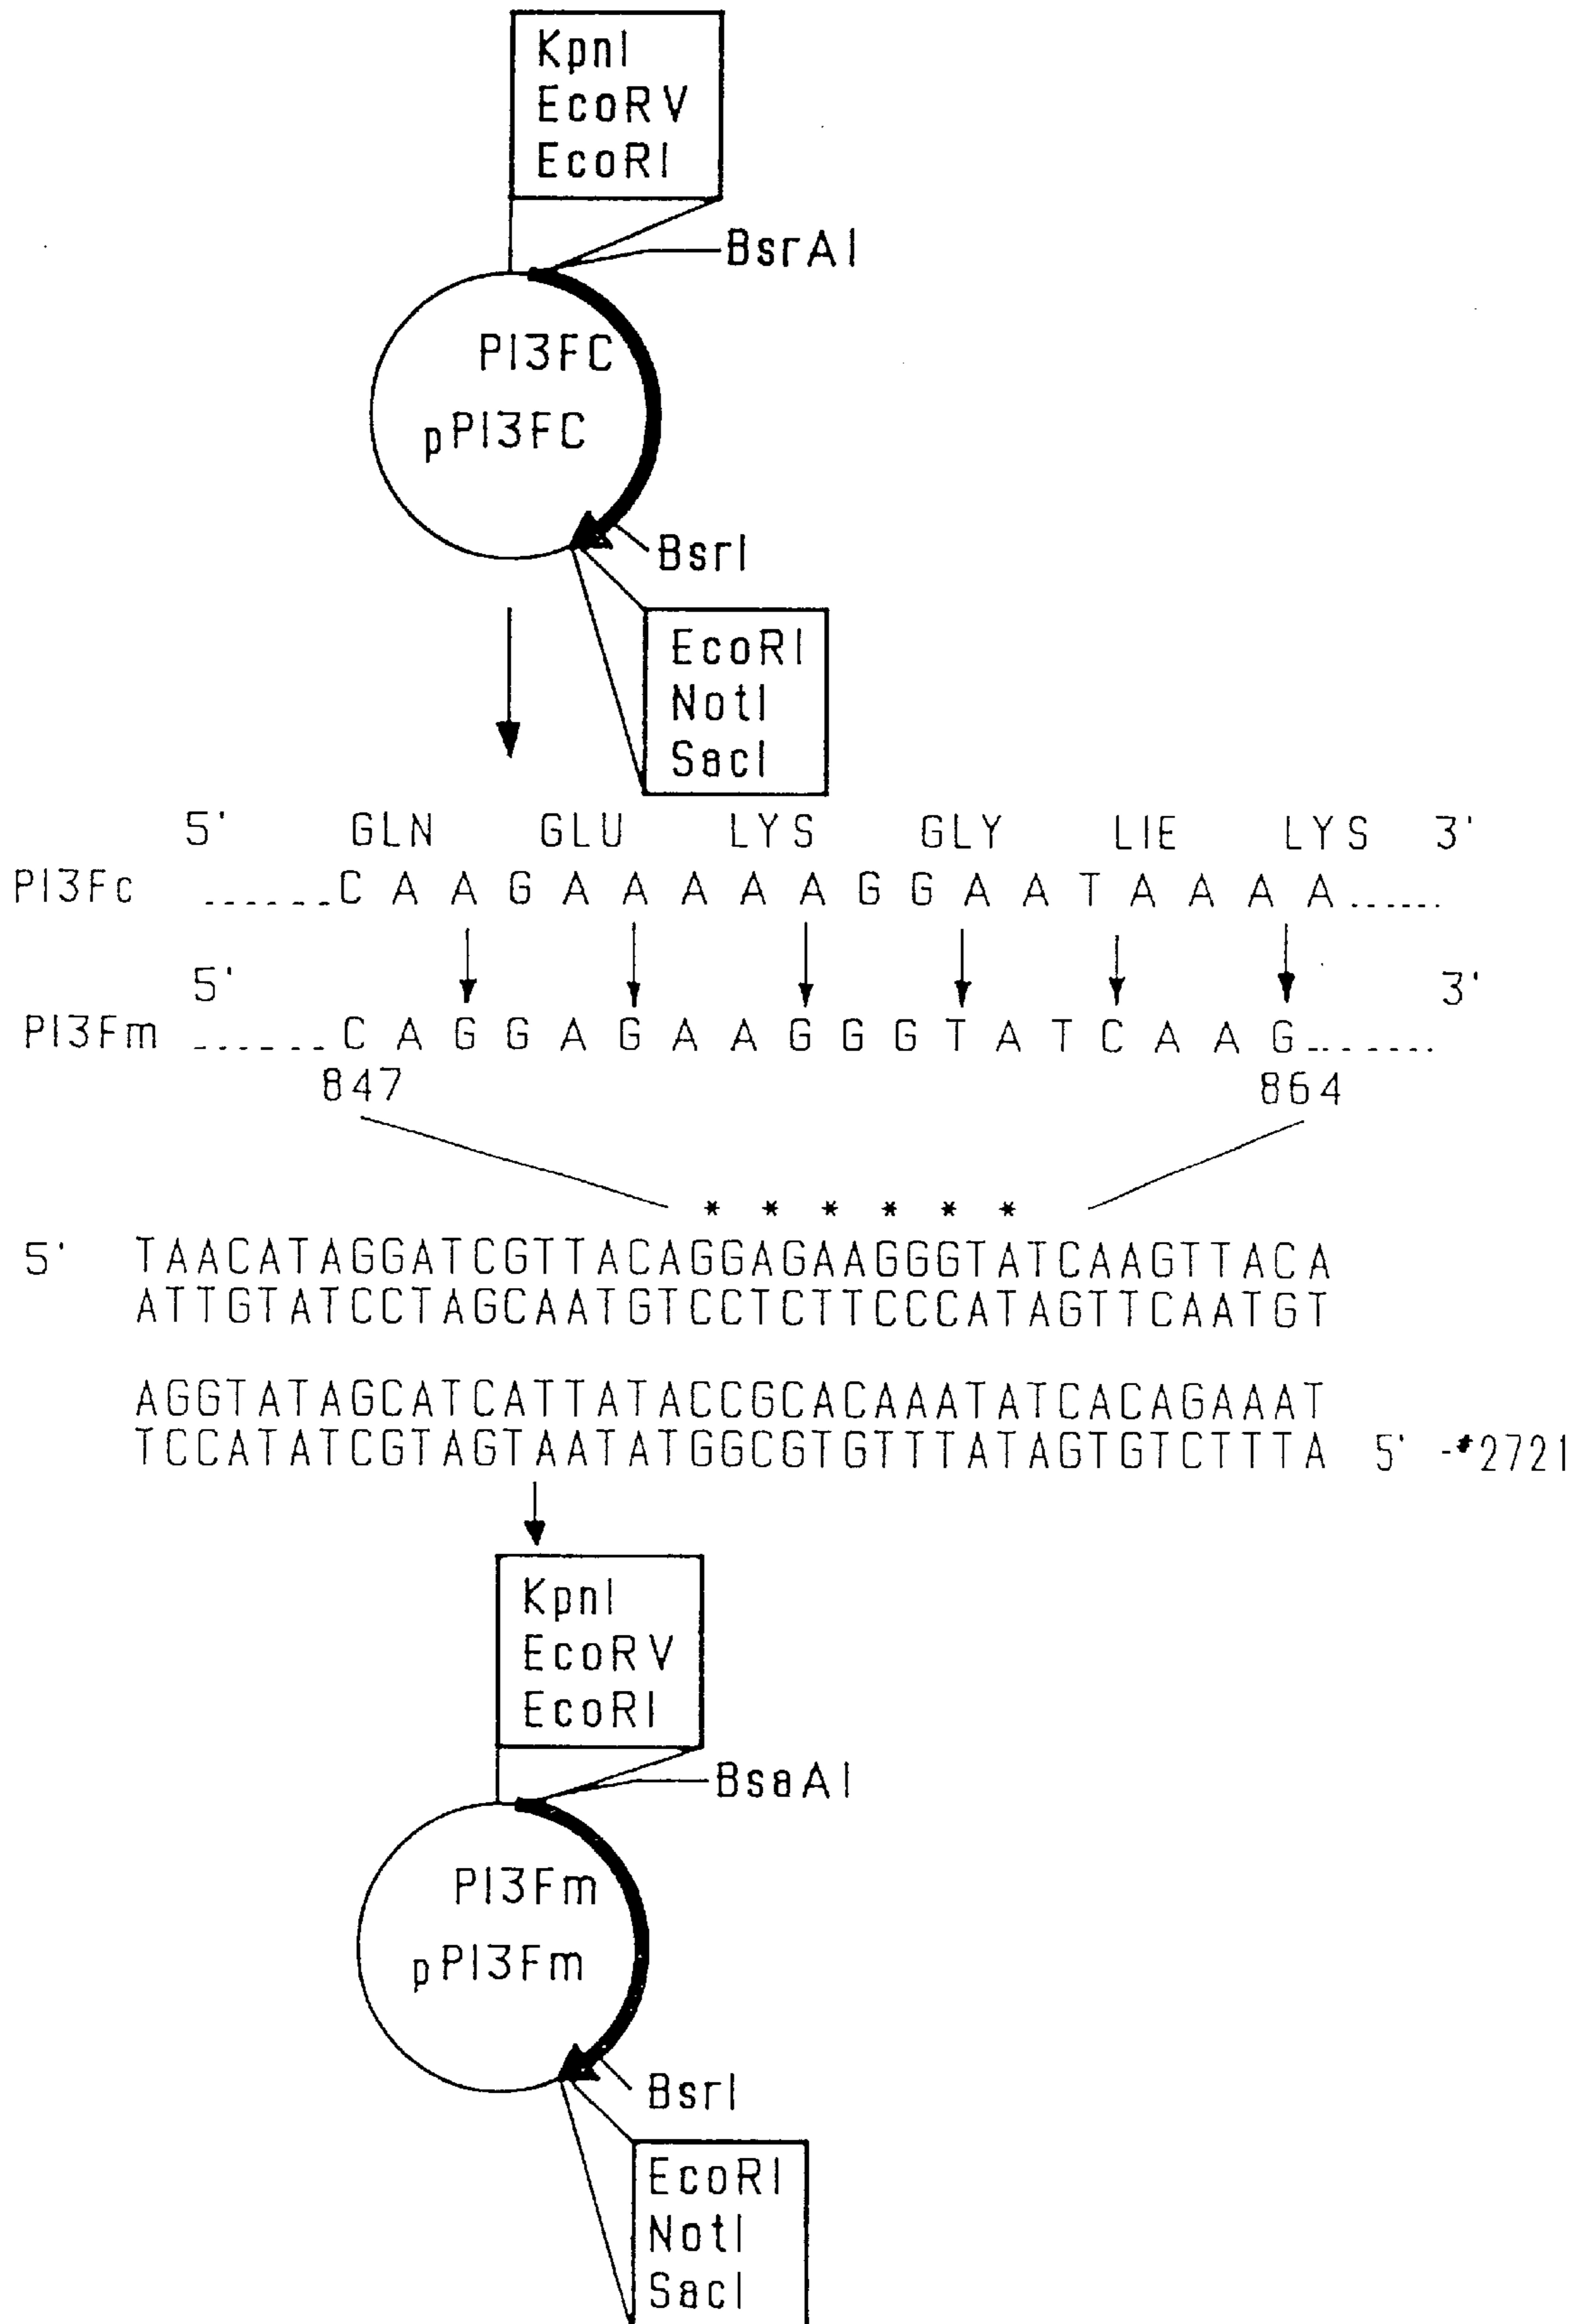 KpnI
EcoRV
EcoRI
BsrAI
PI3FC
pPI3FC
BsrI
EcoRI
NotI
SacI
5' GLN GLU LYS GLY LIE LYS 3'
PI3Fc ......C A A G A A A A A G G A A T A A A A......
5' 3'
PI3Fm ......C A G G A G A A G G G T A T C A A G.......
847 864
* * * * * *
5' TAACATAGGATCGTTACAGGAGAAGGGTATCAAGTTACA
ATTGTATCCTAGCAATGTCCTCTTCCCATAGTTCAATGT
AGGTATAGCATCATTATACCGCACAAATATCACAGAAAT
TCCATATCGTAGTAATATGGCGTGTTTATAGTGTCTTTA 5' -#2721
KpnI
EcoRV
EcoRI
BsaAI
PI3Fm
pPI3Fm
BsrI
EcoRI
NotI
SacI